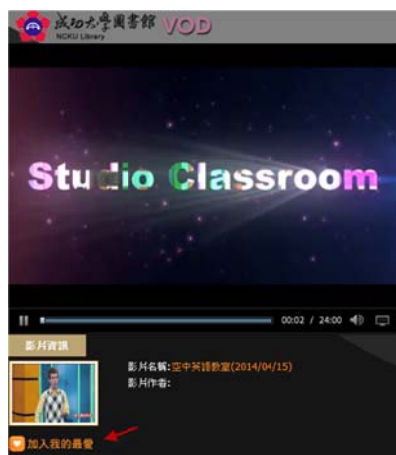 成功大學圖書館 VOD
NCKU Library
Studio Classroom
00:02 / 24:00
影片資訊
影片名稱:空中英語教室(2014/04/15)
影片作者:
加入我的最愛